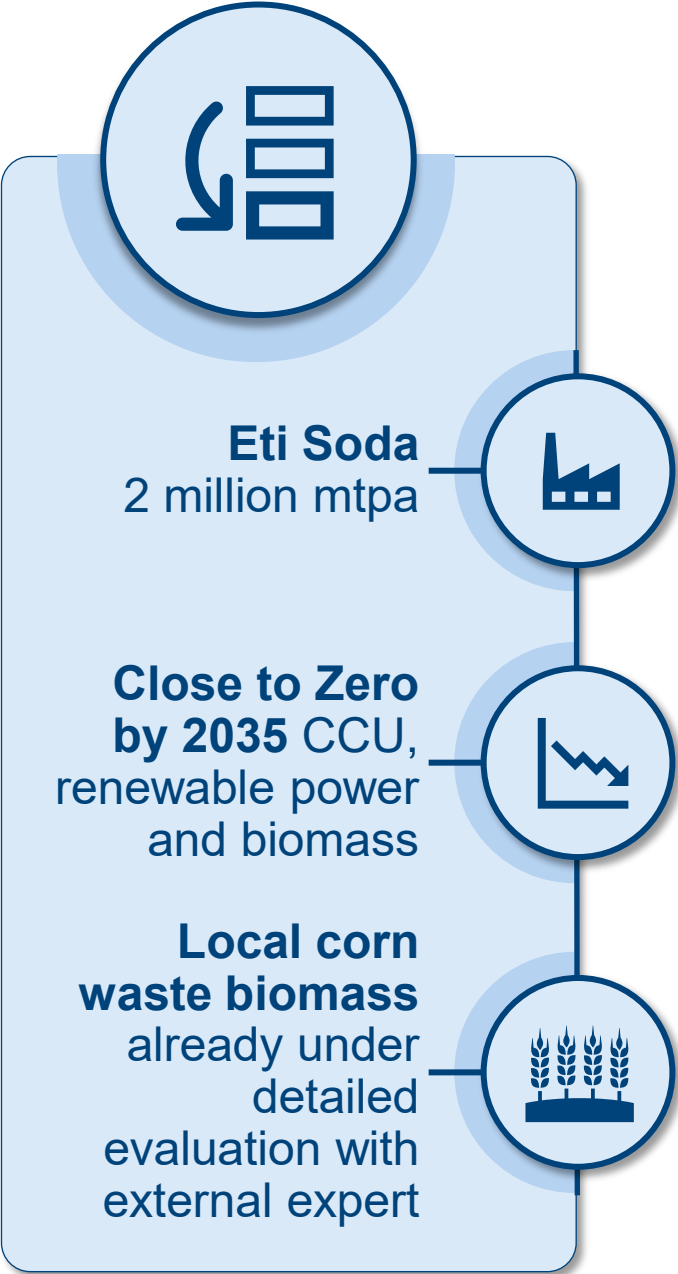 Eti Soda
2 million mtpa
Close to Zero
by 2035 CCU,
renewable power
and biomass
Local corn
waste biomass
already under
detailed
evaluation with
external expert